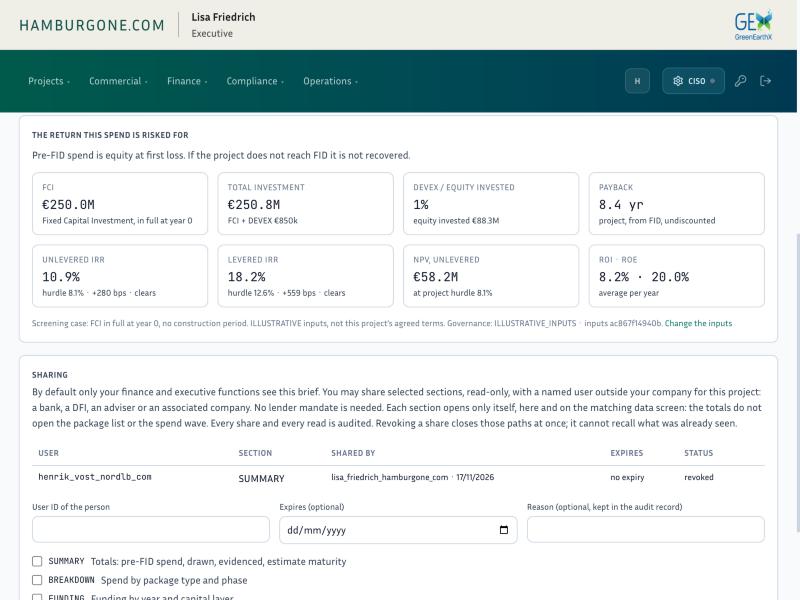 HAMBURGONE.COM
Lisa Friedrich
Executive
GEX
GreenEarthX
Projects
Commercial
Finance
Compliance
Operations
H
CISO
THE RETURN THIS SPEND IS RISKED FOR
Pre-FID spend is equity at first loss. If the project does not reach FID it is not recovered.
FCI
€250.0M
Fixed Capital Investment, in full at year 0
TOTAL INVESTMENT
€250.8M
FCI + DEVEX €850k
DEVEX / EQUITY INVESTED
1%
equity invested €88.3M
PAYBACK
8.4 yr
project, from FID, undiscounted
UNLEVERED IRR
10.9%
hurdle 8.1% · +280 bps · clears
LEVERED IRR
18.2%
hurdle 12.6% · +559 bps · clears
NPV, UNLEVERED
€58.2M
at project hurdle 8.1%
ROI · ROE
8.2% · 20.0%
average per year
Screening case: FCI in full at year 0, no construction period. ILLUSTRATIVE inputs, not this project's agreed terms. Governance: ILLUSTRATIVE_INPUTS · inputs ac867f14940b. Change the inputs
SHARING
By default only your finance and executive functions see this brief. You may share selected sections, read-only, with a named user outside your company for this project:
a bank, a DFI, an adviser or an associated company. No lender mandate is needed. Each section opens only itself, here and on the matching data screen: the totals do not
open the package list or the spend wave. Every share and every read is audited. Revoking a share closes those paths at once; it cannot recall what was already seen.
USER SECTION SHARED BY EXPIRES STATUS
henrik_vost_nordlb_com SUMMARY lisa_friedrich_hamburgone_com · 17/11/2026 no expiry revoked
User ID of the person
Expires (optional)
Reason (optional, kept in the audit record)
dd/mm/yyyy
SUMMARY Totals: pre-FID spend, drawn, evidenced, estimate maturity
BREAKDOWN Spend by package type and phase
FUNDING Funding by year and capital layer